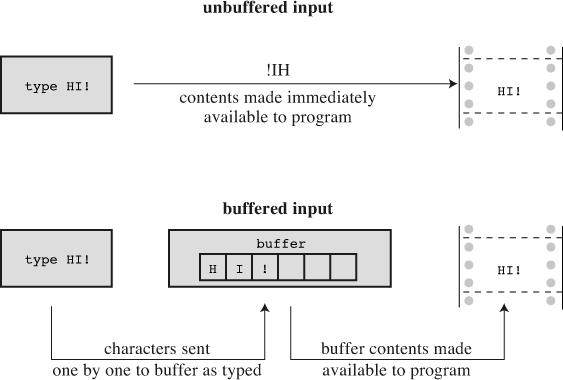 unbuffered input
type HI!
!IH
contents made immediately
available to program
HI!
buffered input
type HI!
buffer
H I !
HI!
characters sent
one by one to buffer as typed
buffer contents made
available to program